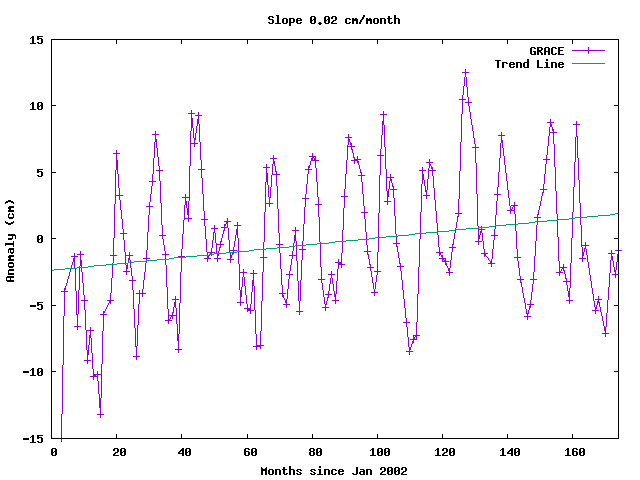 Slope 0.02 cm/month
GRACE
Trend Line
15
10
5
0
-5
-10
-15
Anomaly (cm)
0 20 40 60 80 100 120 140 160
Months since Jan 2002